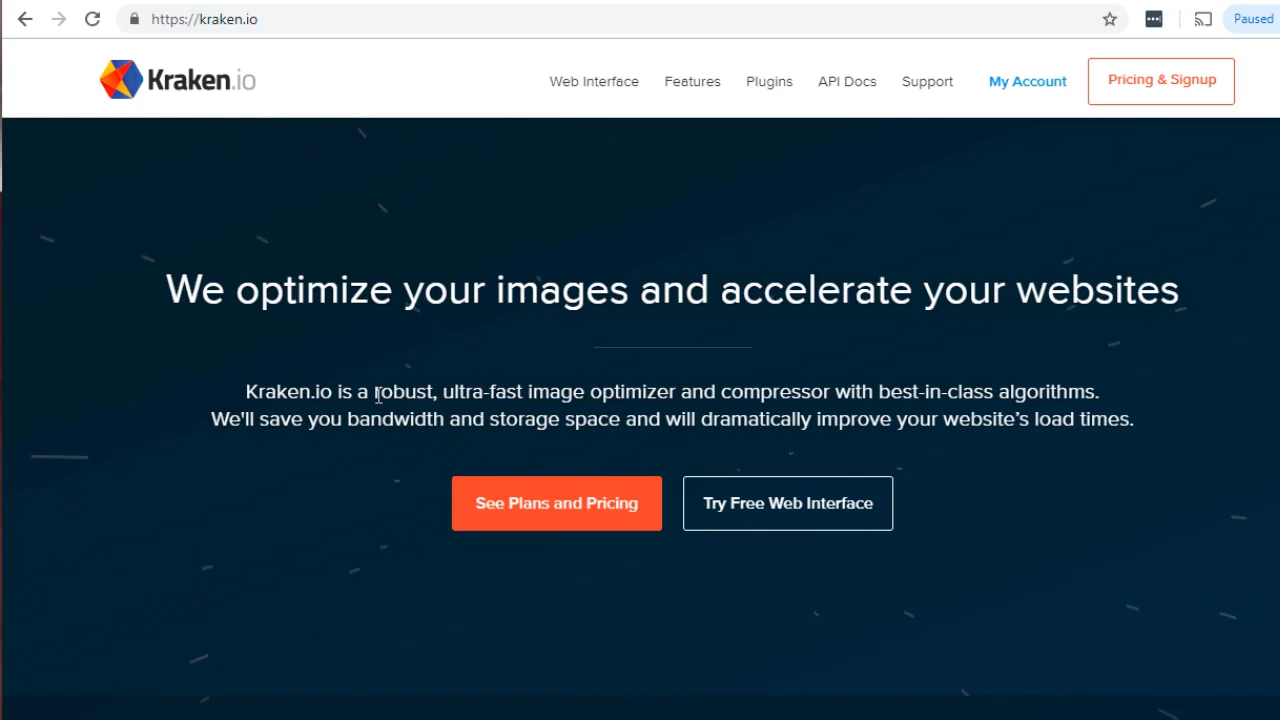 https://kraken.io
Paused
Kraken.io
Web Interface
Features
Plugins
API Docs
Support
My Account
Pricing & Signup
We optimize your images and accelerate your websites
Kraken.io is a robust, ultra-fast image optimizer and compressor with best-in-class algorithms.
We'll save you bandwidth and storage space and will dramatically improve your website’s load times.
See Plans and Pricing
Try Free Web Interface